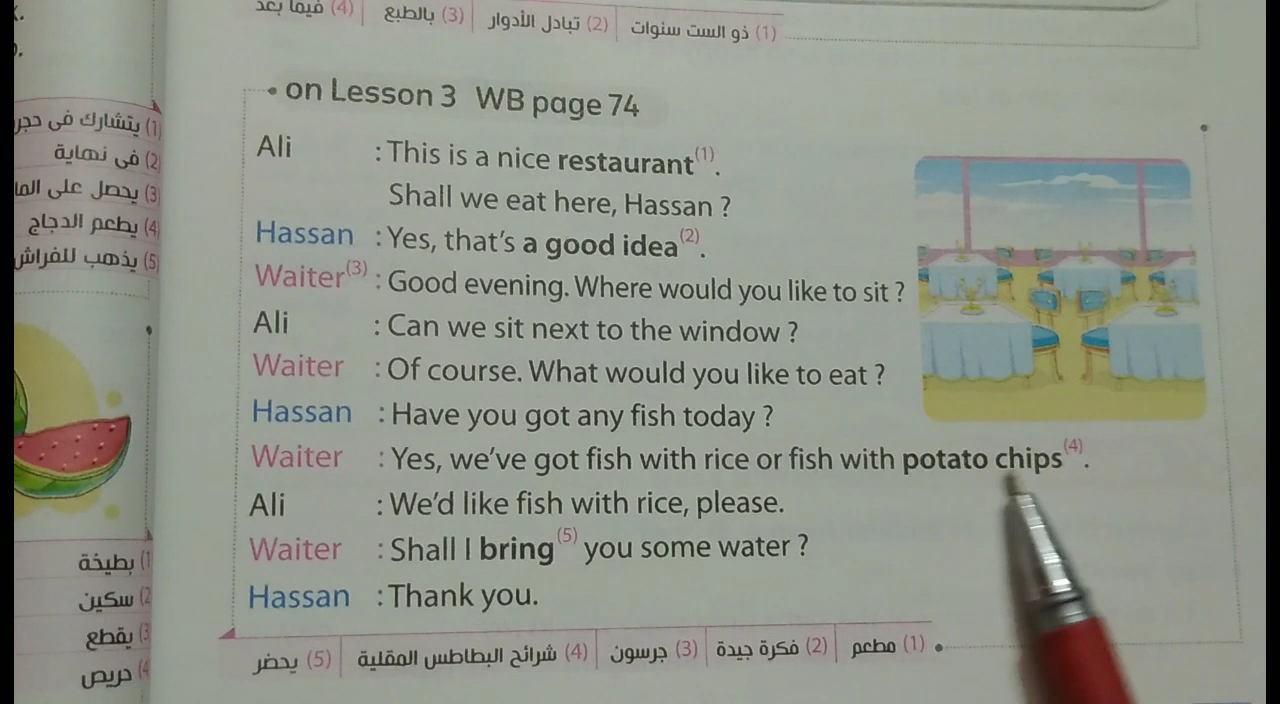 (1) ذو الست سنوات (2) تبادل الأدوار (3) بالطبع (4) فيما بعد
• on Lesson 3 WB page 74
Ali : This is a nice restaurant(1).
Shall we eat here, Hassan ?
Hassan : Yes, that's a good idea(2).
Waiter(3) : Good evening. Where would you like to sit ?
Ali : Can we sit next to the window ?
Waiter : Of course. What would you like to eat ?
Hassan : Have you got any fish today ?
Waiter : Yes, we've got fish with rice or fish with potato chips(4).
Ali : We'd like fish with rice, please.
Waiter : Shall I bring(5) you some water ?
Hassan : Thank you.
(1) مطعم (2) فكرة جيدة (3) جرسون (4) شرائح البطاطس المقلية (5) يحضر
(1) يتشارك فى
(2) فى نهاية
(3) يحصل على
(4) يطعم الدجاج
(5) يذهب للفراش
(1) بطيخة
(2) سكين
(3) يقطع
(4) حريص